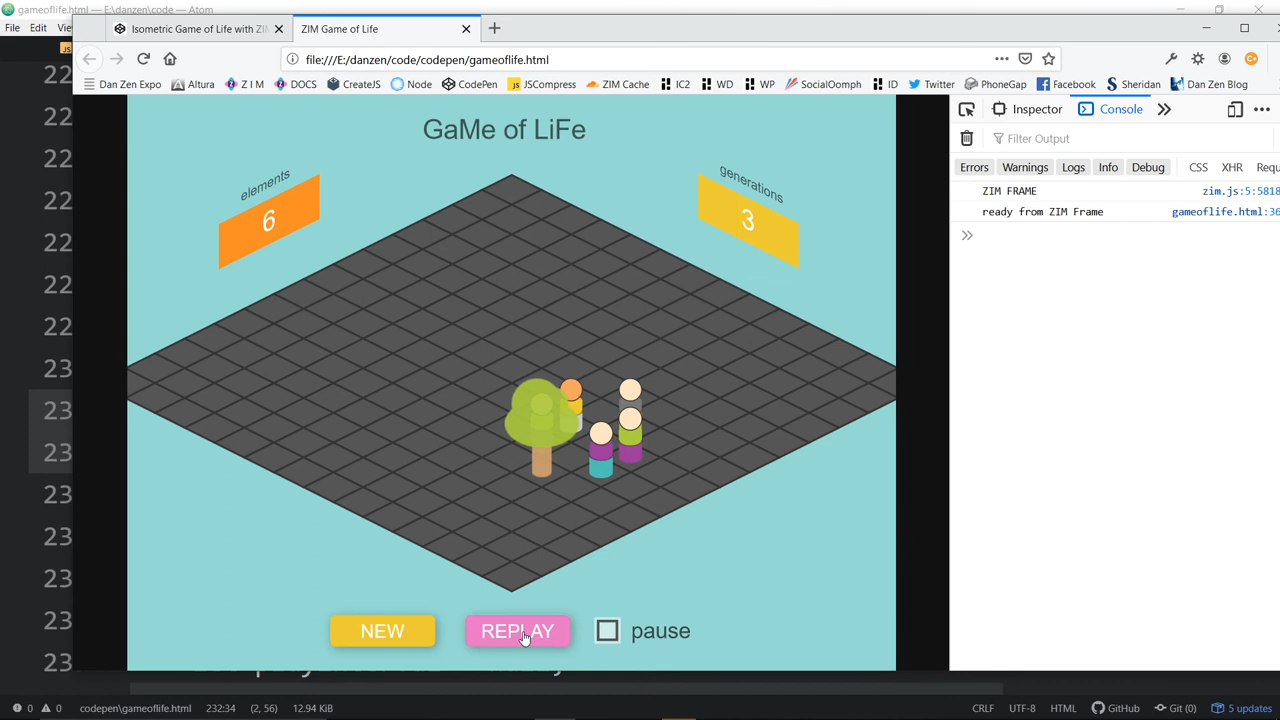 gameoflife.html — E:\danzen\code — Atom
File Edit
Isometric Game of Life with ZIM
ZIM Game of Life
file:///E:/danzen/code/codepen/gameoflife.html
Dan Zen Expo Altura Z I M DOCS CreateJS Node CodePen JSCompress ZIM Cache IC2 WD WP SocialOomph ID Twitter PhoneGap Facebook Sheridan Dan Zen Blog
Inspector Console
Filter Output
Errors Warnings Logs Info Debug CSS XHR
ZIM FRAME zim.js:5:5818
ready from ZIM Frame gameoflife.html:36
GaMe of LiFe
elements
6
generations
3
NEW REPLAY pause
22
22
22
22
22
22
22
23
23
23
23
23
23
23
23
0 0 codepen\gameoflife.html 232:34 (2, 56) 12.94 KiB CRLF UTF-8 HTML GitHub Git (0) 5 updates